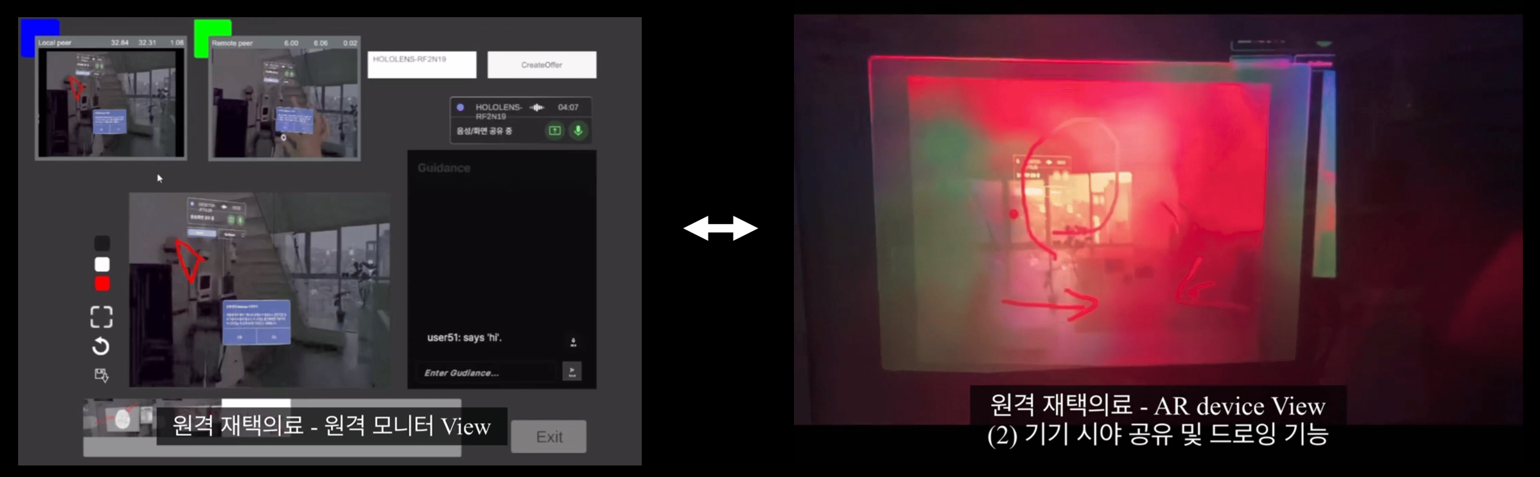 Local peer 32.84 32.31 1.08
Remote peer 6.00 6.06 0.02
HOLOLENS-RF2N19
CreateOffer
HOLOLENS-RF2N19
04:07
음성/화면 공유 중
Guidance
user51: says 'hi'.
Enter Gudiance...
Exit
원격 재택의료 - 원격 모니터 View
원격 재택의료 - AR device View
(2) 기기 시야 공유 및 드로잉 기능